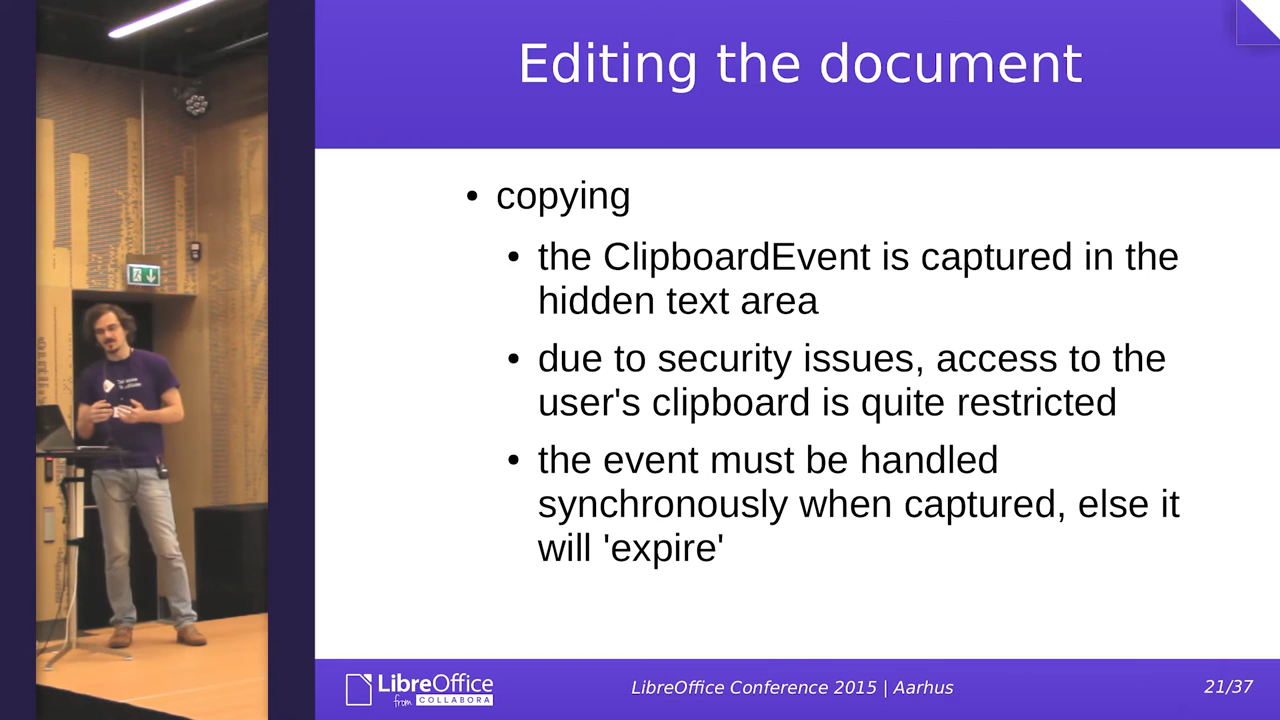 Editing the document
• copying
• the ClipboardEvent is captured in the
hidden text area
• due to security issues, access to the
user's clipboard is quite restricted
• the event must be handled
synchronously when captured, else it
will 'expire'
LibreOffice
from COLLABORA
LibreOffice Conference 2015 | Aarhus
21/37